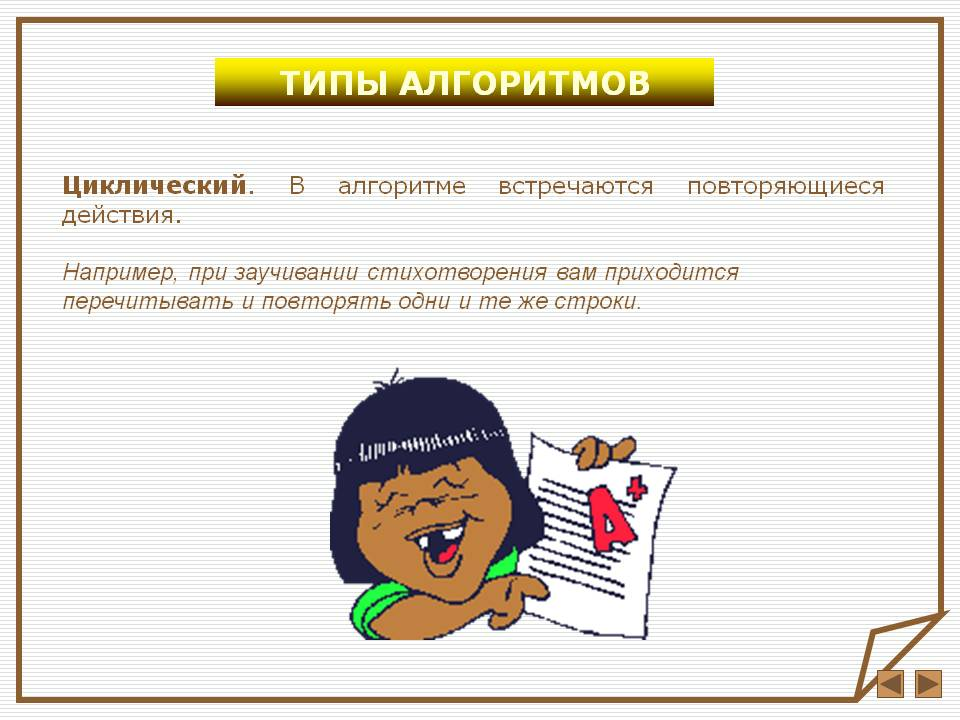 ТИПЫ АЛГОРИТМОВ
Циклический. В алгоритме встречаются повторяющиеся
действия.
Например, при заучивании стихотворения вам приходится
перечитывать и повторять одни и те же строки.
A+